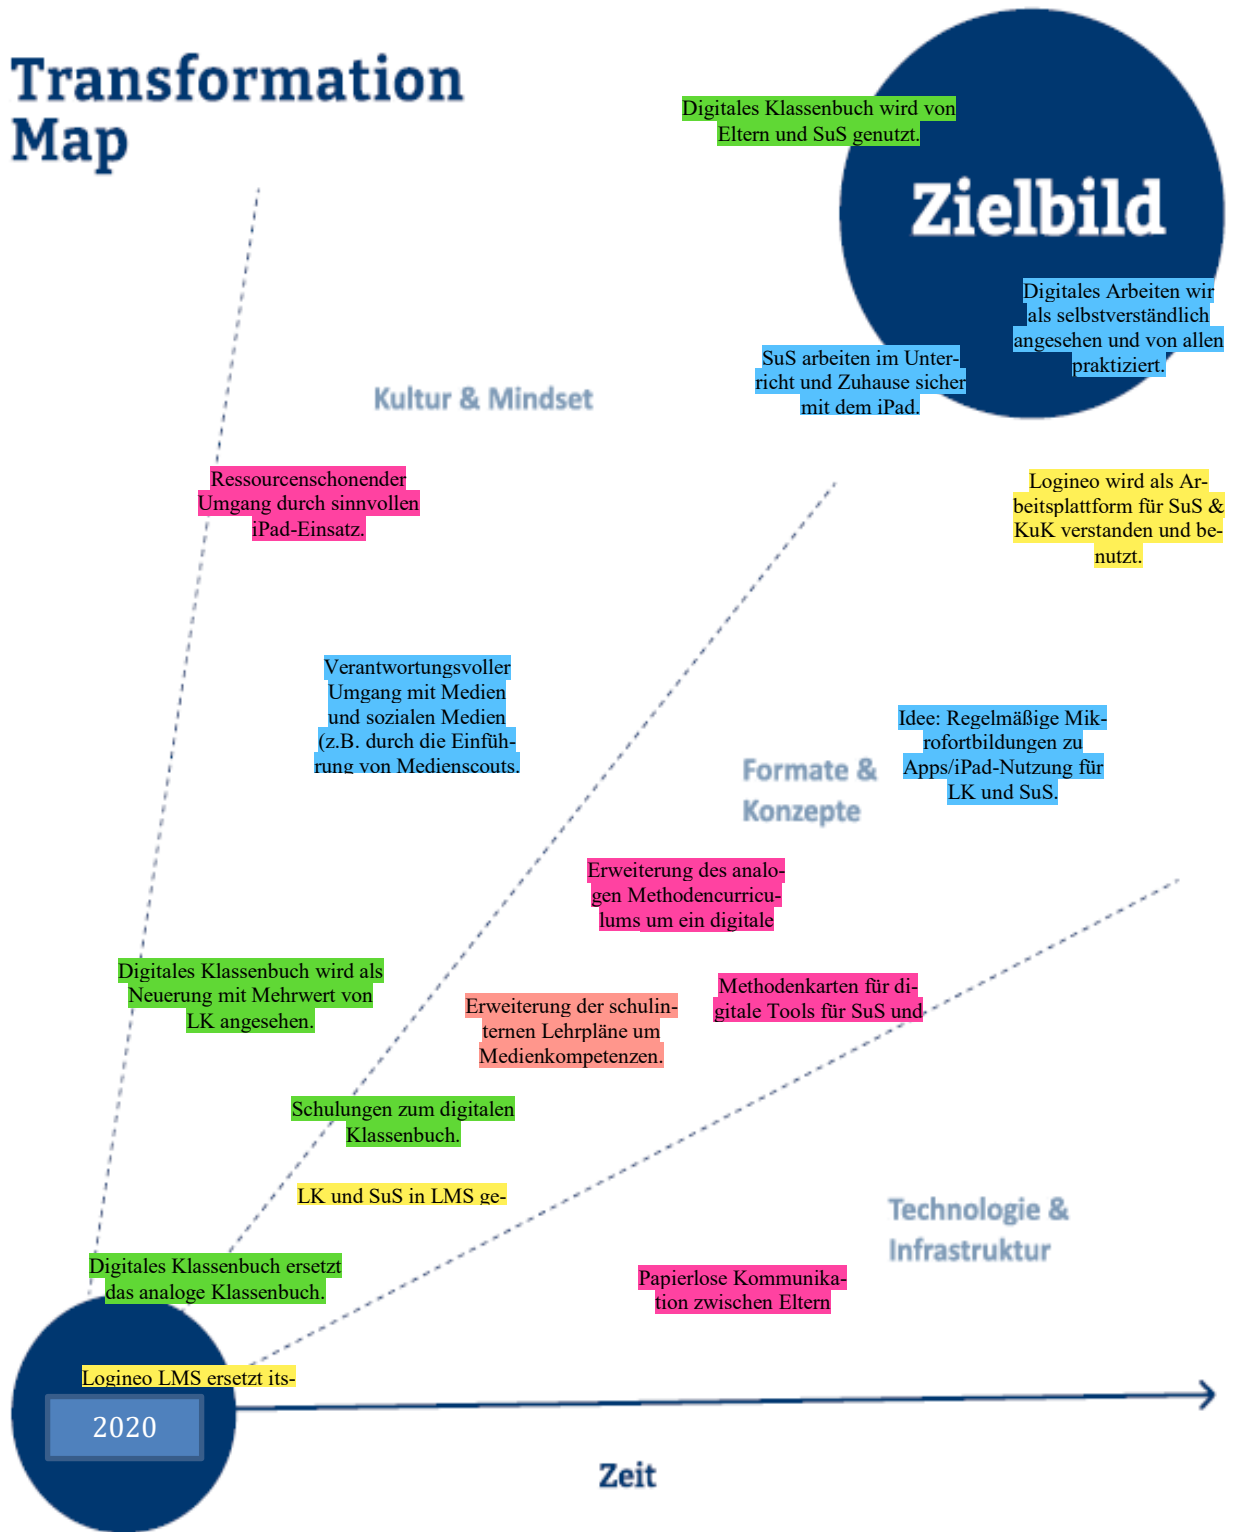 Transformation
Map
Digitales Klassenbuch wird von
Eltern und SuS genutzt.
Zielbild
Digitales Arbeiten wir
als selbstverständlich
angesehen und von allen
praktiziert.
SuS arbeiten im Unter-
richt und Zuhause sicher
mit dem iPad.
Kultur & Mindset
Ressourcenschonender
Umgang durch sinnvollen
iPad-Einsatz.
Logineo wird als Ar-
beitsplattform für SuS &
KuK verstanden und be-
nutzt.
Verantwortungsvoller
Umgang mit Medien
und sozialen Medien
(z.B. durch die Einfüh-
rung von Medienscouts.
Idee: Regelmäßige Mik-
rofortbildungen zu
Apps/iPad-Nutzung für
LK und SuS.
Formate &
Konzepte
Erweiterung des analo-
gen Methodencurricu-
lums um ein digitale
Digitales Klassenbuch wird als
Neuerung mit Mehrwert von
LK angesehen.
Methodenkarten für di-
gitale Tools für SuS und
Erweiterung der schulin-
ternen Lehrpläne um
Medienkompetenzen.
Schulungen zum digitalen
Klassenbuch.
LK und SuS in LMS ge-
Technologie &
Infrastruktur
Digitales Klassenbuch ersetzt
das analoge Klassenbuch.
Papierlose Kommunika-
tion zwischen Eltern
Logineo LMS ersetzt its-
2020
Zeit